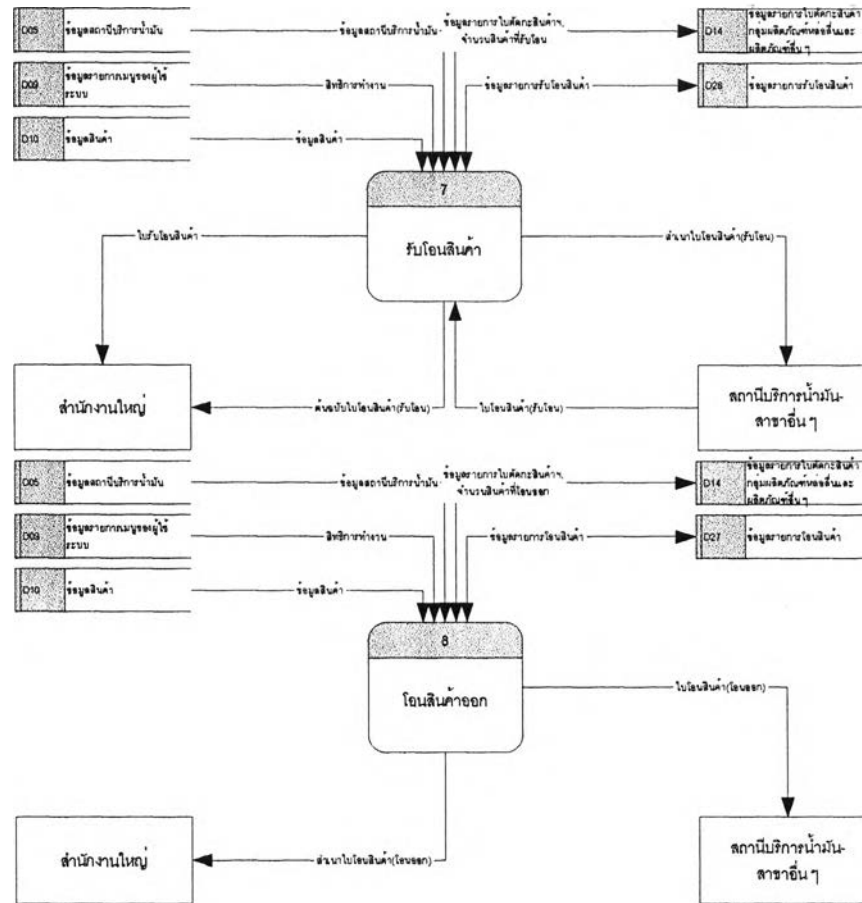 D05 ข้อมูลสถานีบริการน้ำมัน
ข้อมูลสถานีบริการน้ำมัน
ข้อมูลรายการใบตัดกะสินค้าฯ,
จำนวนสินค้าที่รับโอน
D14 ข้อมูลรายการใบตัดกะสินค้า
กลุ่มผลิตภัณฑ์หล่อลื่นและ
ผลิตภัณฑ์อื่น ๆ
D09 ข้อมูลรายการเมนูของผู้ใช้
ระบบ
สิทธิการทำงาน
ข้อมูลรายการรับโอนสินค้า
D28 ข้อมูลรายการรับโอนสินค้า
D10 ข้อมูลสินค้า
ข้อมูลสินค้า
7
รับโอนสินค้า
ใบรับโอนสินค้า
สำเนาใบโอนสินค้า(รับโอน)
สำนักงานใหญ่
ต้นฉบับใบโอนสินค้า(รับโอน)
ใบโอนสินค้า(รับโอน)
สถานีบริการน้ำมัน-
สาขาอื่น ๆ
D05 ข้อมูลสถานีบริการน้ำมัน
ข้อมูลสถานีบริการน้ำมัน
ข้อมูลรายการใบตัดกะสินค้าฯ,
จำนวนสินค้าที่โอนออก
D14 ข้อมูลรายการใบตัดกะสินค้า
กลุ่มผลิตภัณฑ์หล่อลื่นและ
ผลิตภัณฑ์อื่น ๆ
D09 ข้อมูลรายการเมนูของผู้ใช้
ระบบ
สิทธิการทำงาน
ข้อมูลรายการโอนสินค้า
D27 ข้อมูลรายการโอนสินค้า
D10 ข้อมูลสินค้า
ข้อมูลสินค้า
8
โอนสินค้าออก
ใบโอนสินค้า(โอนออก)
สำนักงานใหญ่
สำเนาใบโอนสินค้า(โอนออก)
สถานีบริการน้ำมัน-
สาขาอื่น ๆ